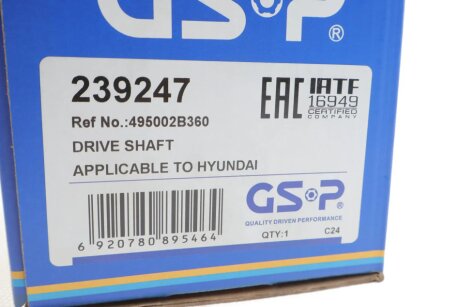 GSP®
239247
EAC IATF
16949
CERTIFIED
COMPANY
Ref No.:495002B360
DRIVE SHAFT
APPLICABLE TO HYUNDAI
GSP
QUALITY DRIVEN PERFORMANCE
6 920780 895464
QTY:1 C24